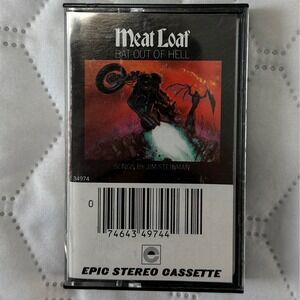 Meat Loaf
BAT OUT OF HELL
SONGS BY JIM STEINMAN
34974
0
74643 49744
EPIC STEREO CASSETTE